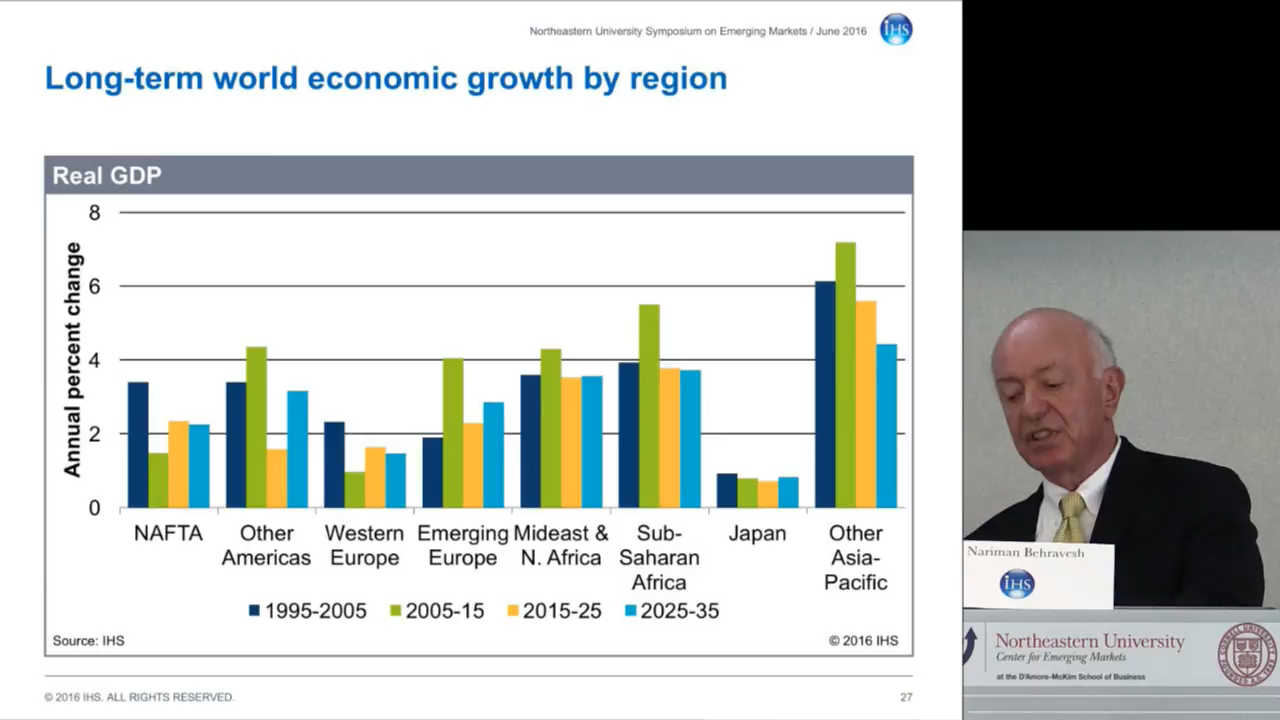 Northeastern University Symposium on Emerging Markets / June 2016
IHS
Long-term world economic growth by region
Real GDP
Annual percent change
8
6
4
2
0
NAFTA
Other
Americas
Western
Europe
Emerging
Europe
Mideast &
N. Africa
Sub-
Saharan
Africa
Japan
Other
Asia-
Pacific
1995-2005
2005-15
2015-25
2025-35
Source: IHS
© 2016 IHS
© 2016 IHS. ALL RIGHTS RESERVED.
27
Nariman Behravesh
IHS
Northeastern University
Center for Emerging Markets
at the D'Amore-McKim School of Business